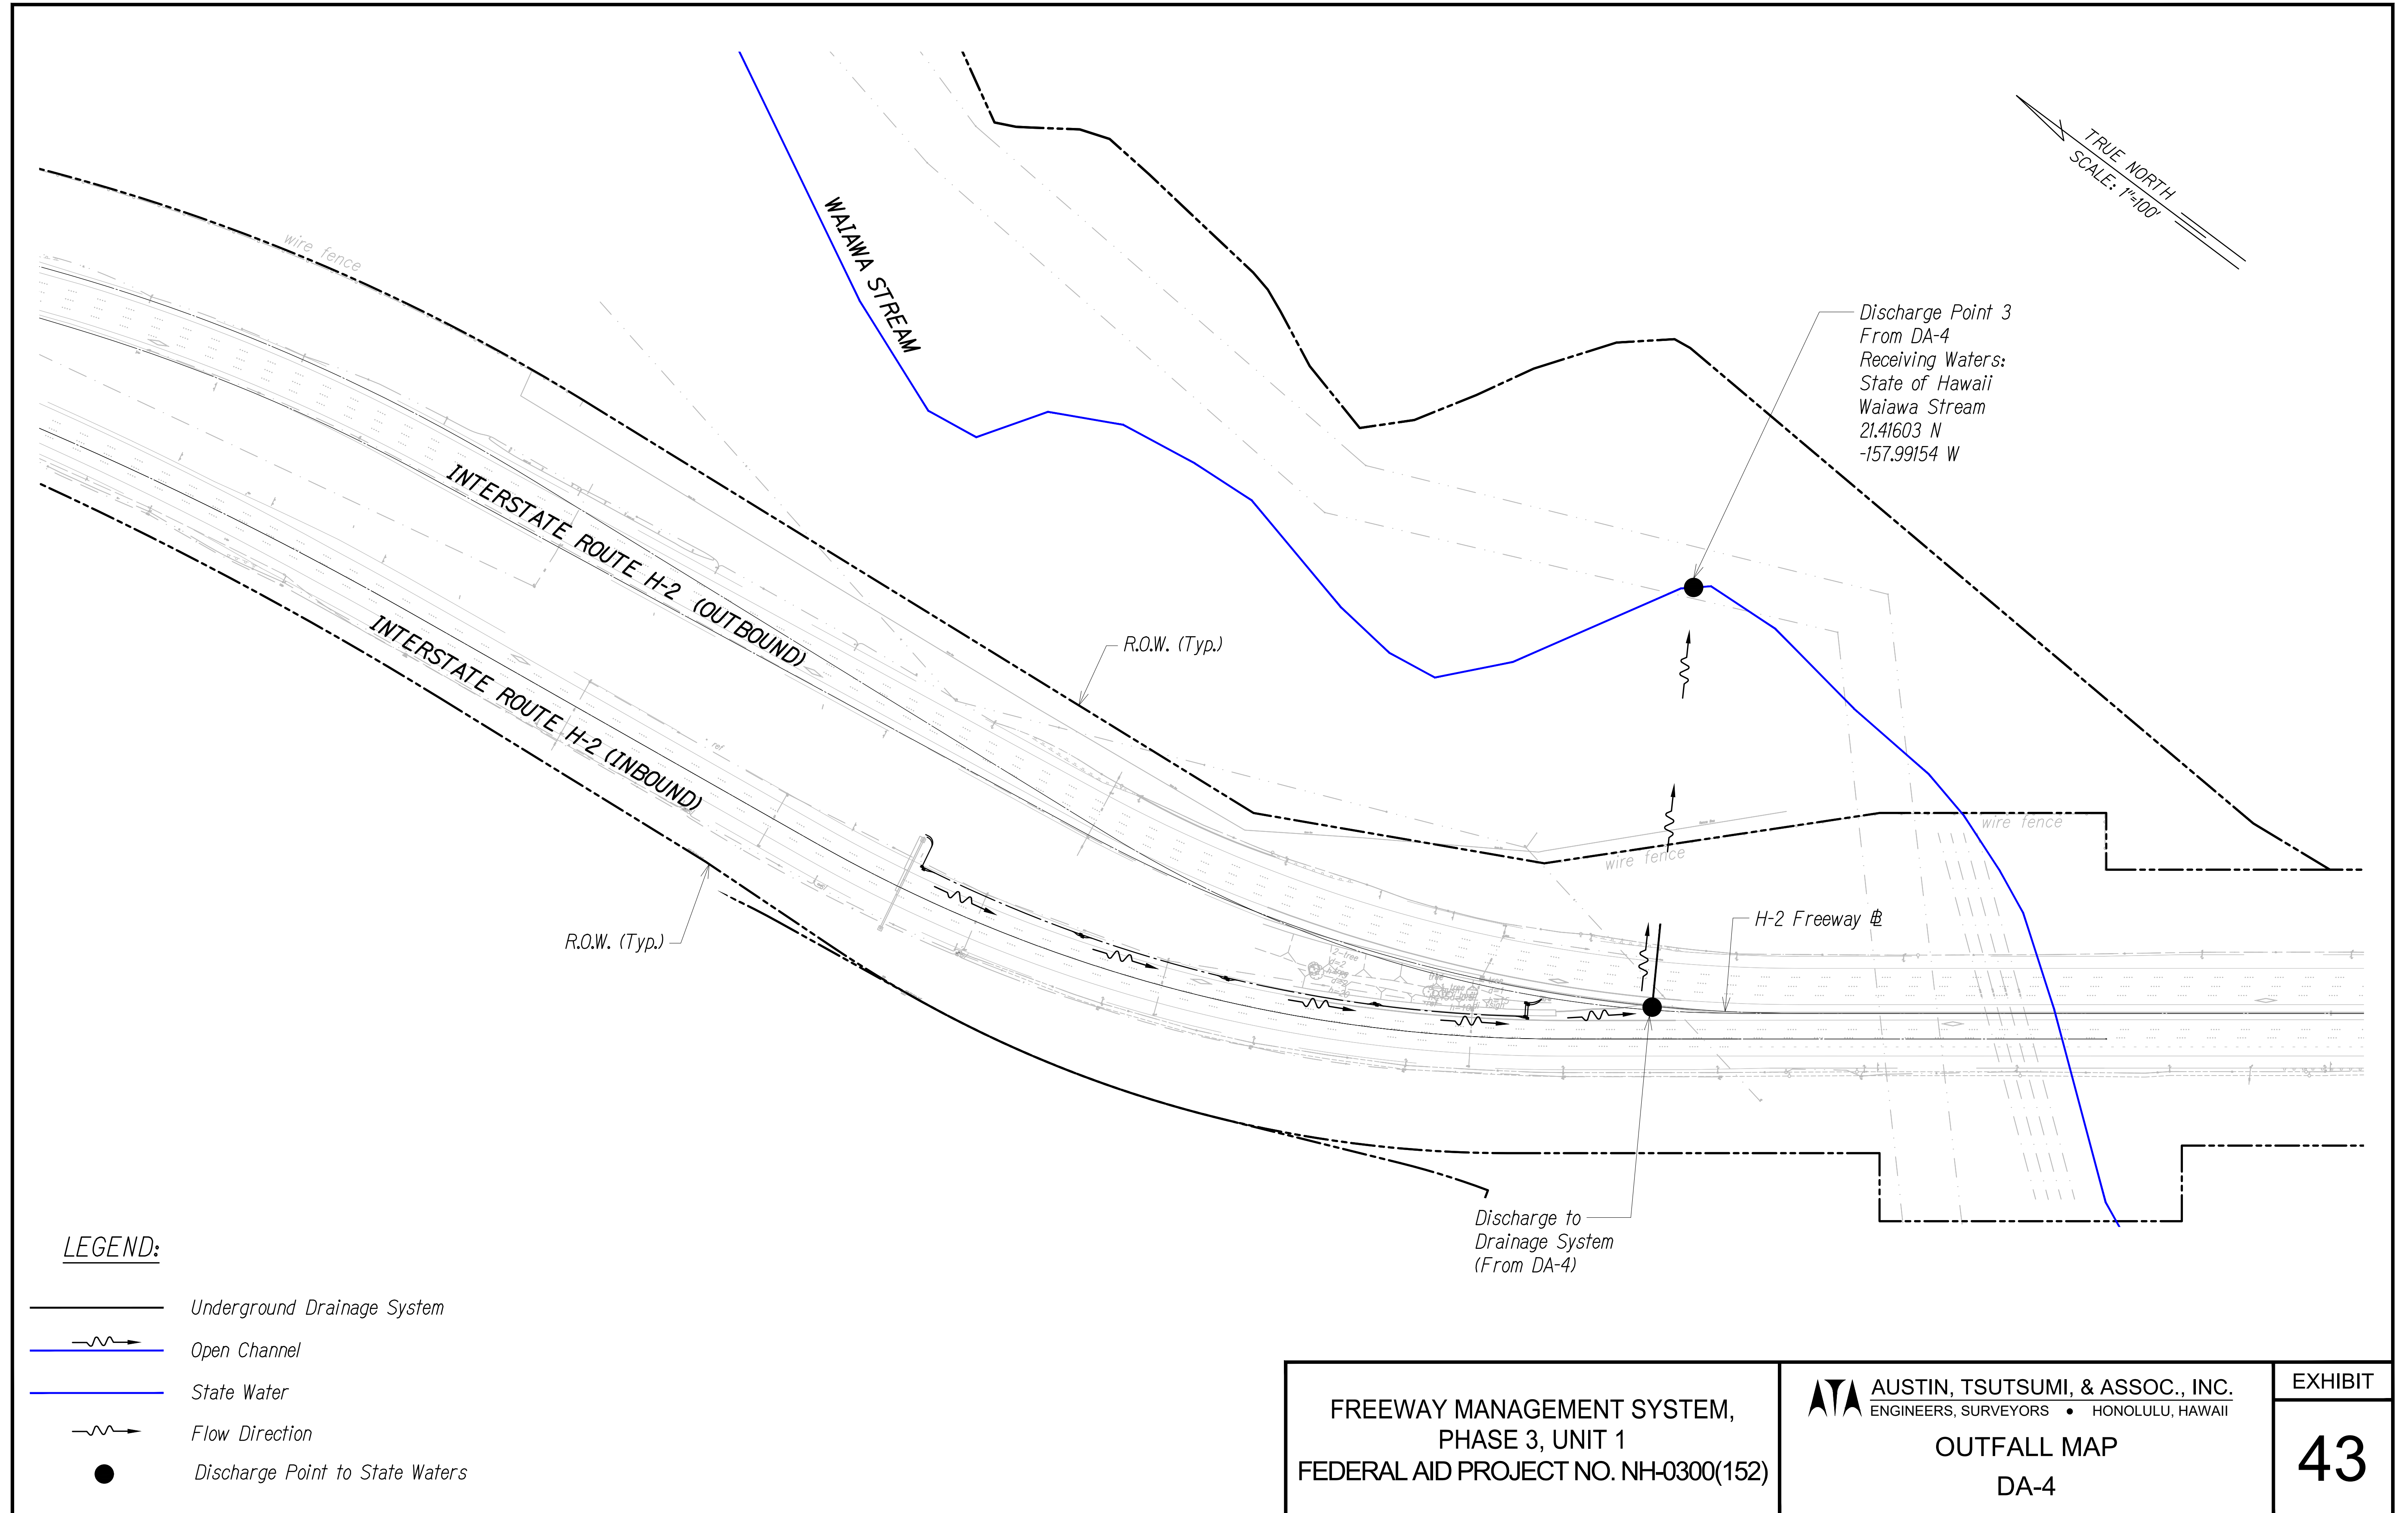 wire fence
WAIAWA STREAM
TRUE NORTH
SCALE: 1"=100'
Discharge Point 3
From DA-4
Receiving Waters:
State of Hawaii
Waiawa Stream
21.41603 N
-157.99154 W
INTERSTATE ROUTE H-2 (OUTBOUND)
INTERSTATE ROUTE H-2 (INBOUND)
R.O.W. (Typ.)
ref
wire fence
wire fence
R.O.W. (Typ.)
H-2 Freeway
Discharge to
Drainage System
(From DA-4)
LEGEND:
Underground Drainage System
Open Channel
State Water
Flow Direction
Discharge Point to State Waters
FREEWAY MANAGEMENT SYSTEM,
PHASE 3, UNIT 1
FEDERAL AID PROJECT NO. NH-0300(152)
ATA AUSTIN, TSUTSUMI, & ASSOC., INC.
ENGINEERS, SURVEYORS • HONOLULU, HAWAII
OUTFALL MAP
DA-4
EXHIBIT
43